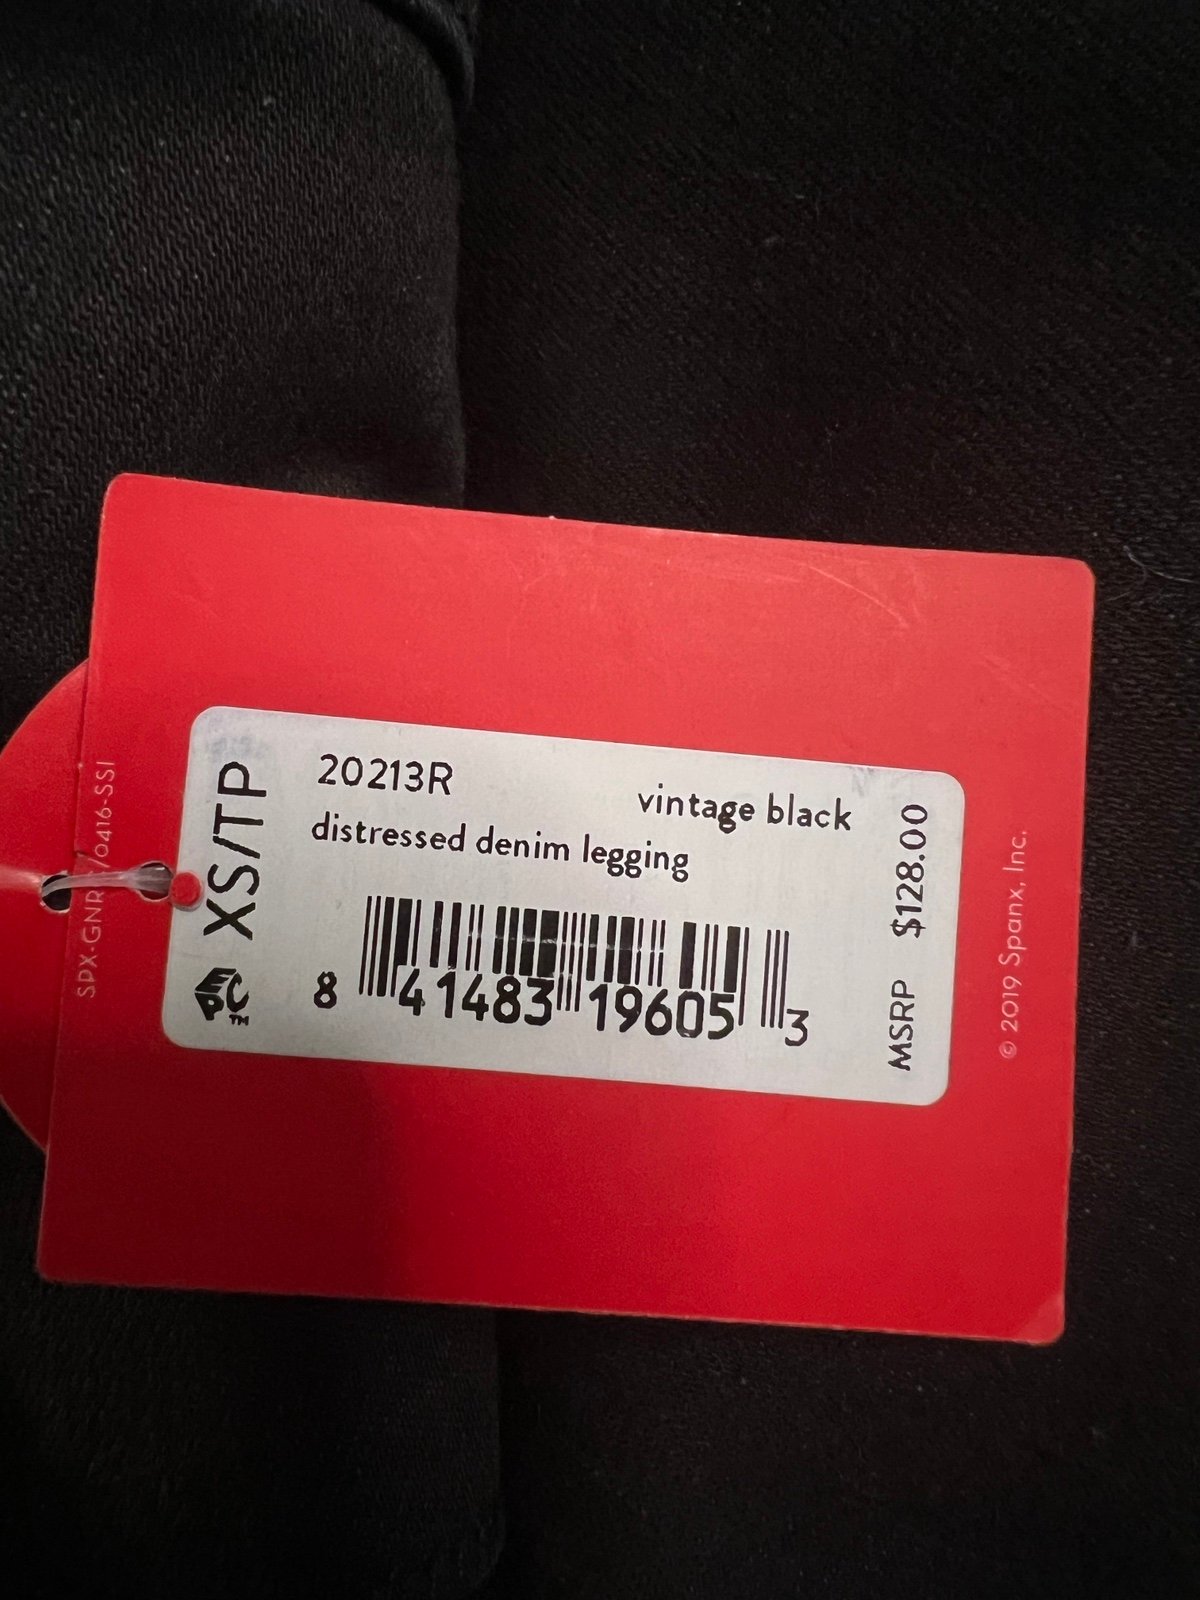 20213R
vintage black
distressed denim legging
8 41483 19605 3
XS/TP
MSRP $128.00
© 2019 Spanx, Inc.